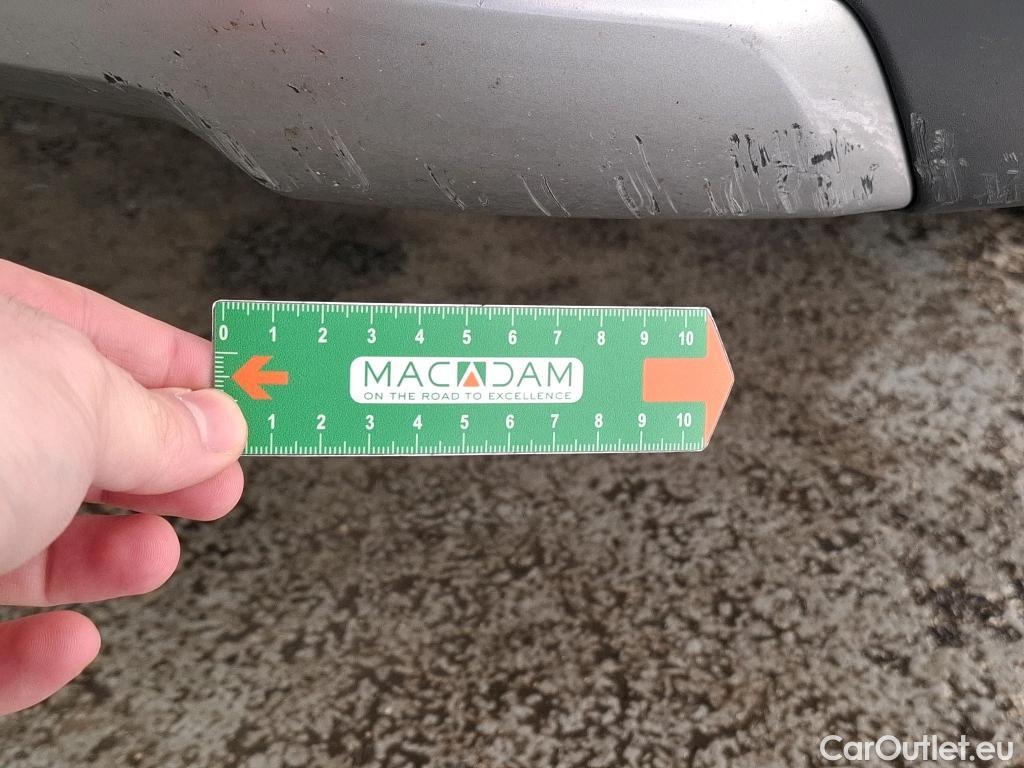 0 1 2 3 4 5 6 7 8 9 10
MACADAM
ON THE ROAD TO EXCELLENCE
1 2 3 4 5 6 7 8 9 10
CarOutlet.eu